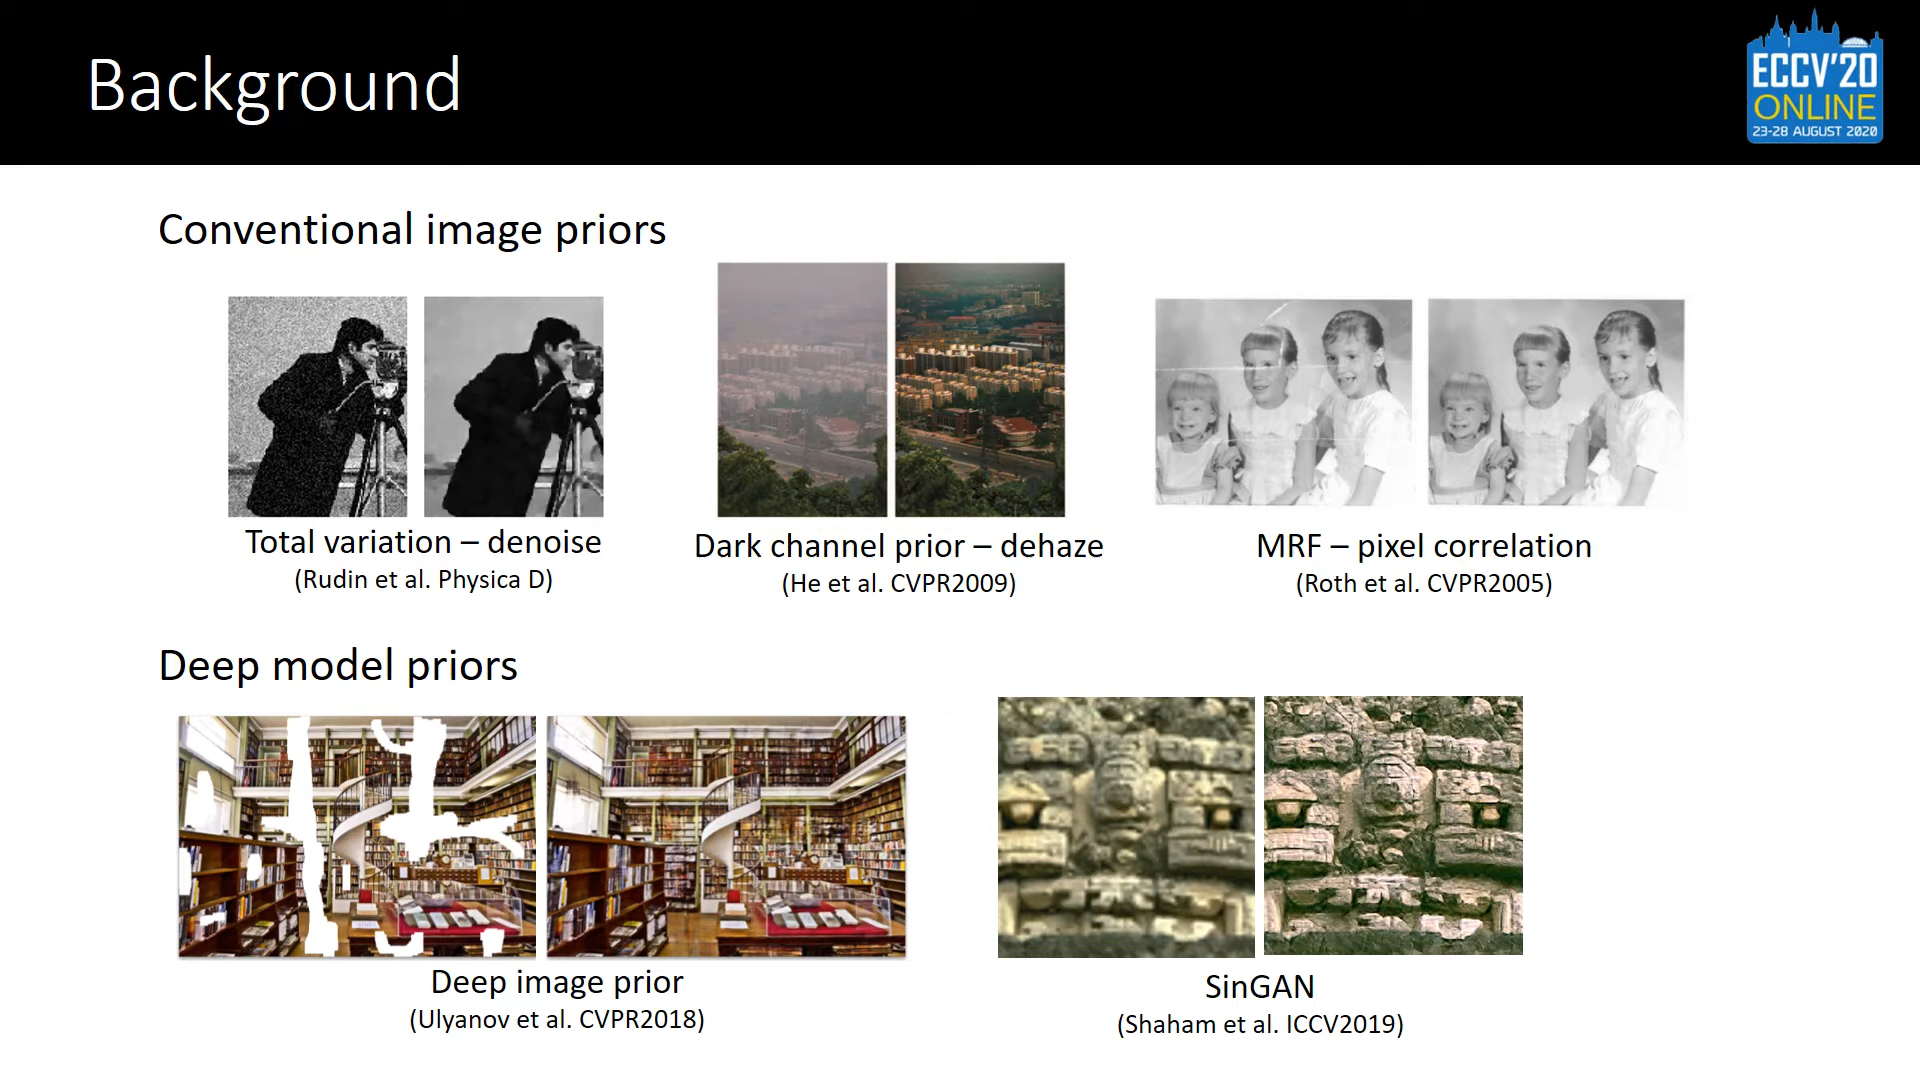 Background
ECCV'20
ONLINE
23-28 AUGUST 2020
Conventional image priors
Total variation – denoise
(Rudin et al. Physica D)
Dark channel prior – dehaze
(He et al. CVPR2009)
MRF – pixel correlation
(Roth et al. CVPR2005)
Deep model priors
Deep image prior
(Ulyanov et al. CVPR2018)
SinGAN
(Shaham et al. ICCV2019)